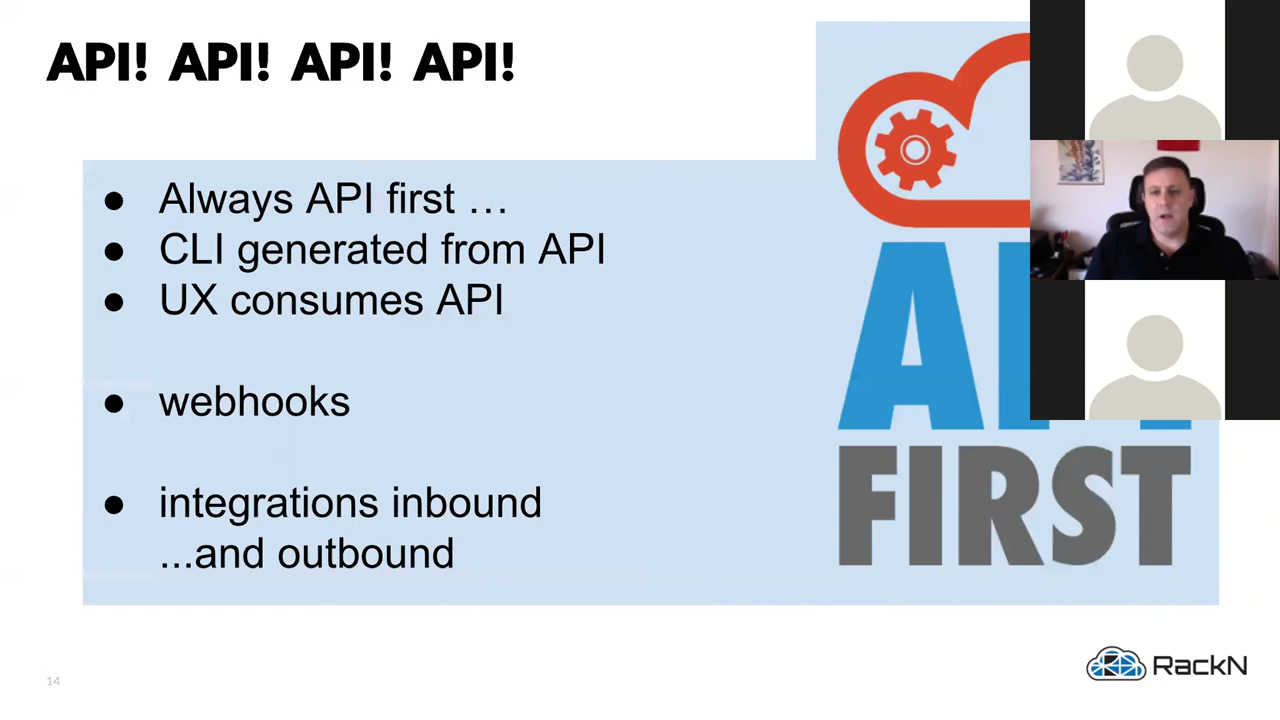 API! API! API! API!
● Always API first …
● CLI generated from API
● UX consumes API
● webhooks
● integrations inbound
...and outbound
API
FIRST
14
RackN